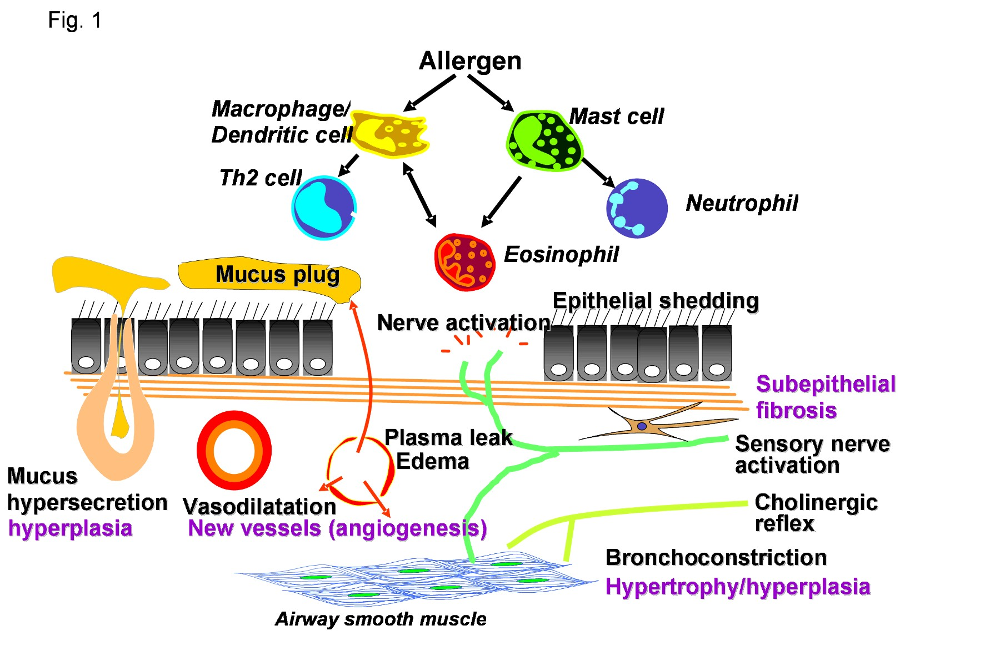 Fig. 1
Allergen
Macrophage/
Dendritic cell
Mast cell
Th2 cell
Neutrophil
Eosinophil
Mucus plug
Epithelial shedding
Nerve activation
Subepithelial
fibrosis
Plasma leak
Edema
Sensory nerve
activation
Mucus
hypersecretion
hyperplasia
Vasodilatation
New vessels (angiogenesis)
Cholinergic
reflex
Bronchoconstriction
Hypertrophy/hyperplasia
Airway smooth muscle